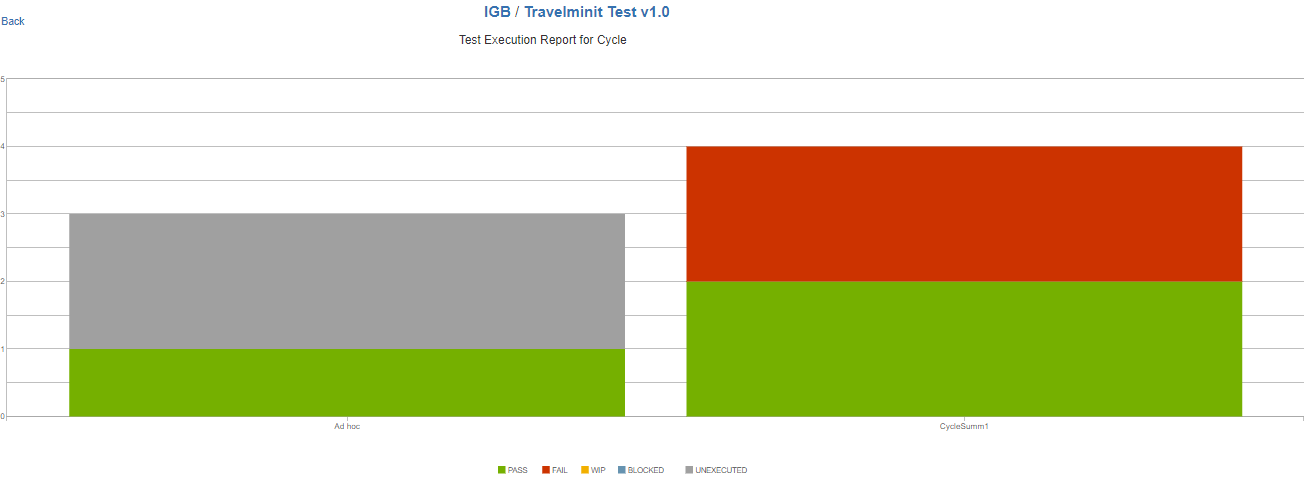 IGB / Travelminit Test v1.0
Back
Test Execution Report for Cycle
5
4
3
2
1
0
Ad hoc CycleSumm1
PASS FAIL WIP BLOCKED UNEXECUTED